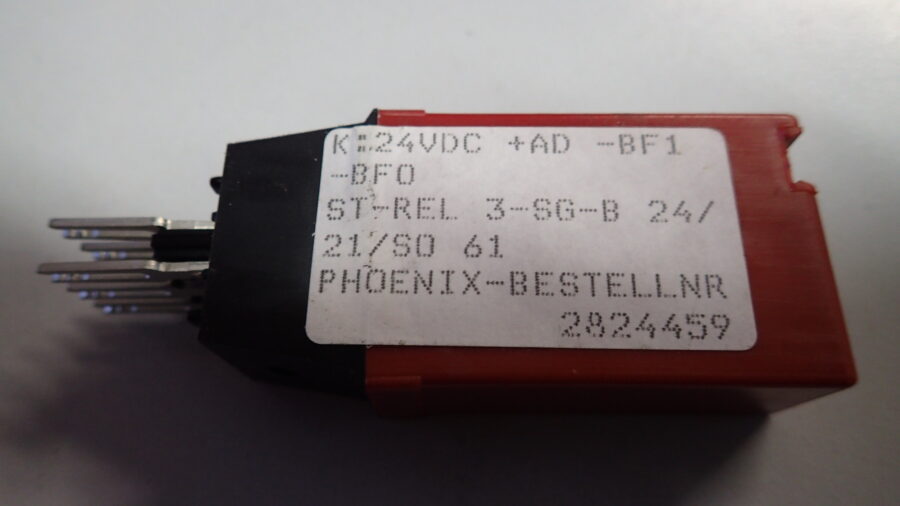 K:24VDC +AD -BF1
-BF0
ST-REL 3-SG-B 24/
21/SO 61
PHOENIX-BESTELLNR
2824459